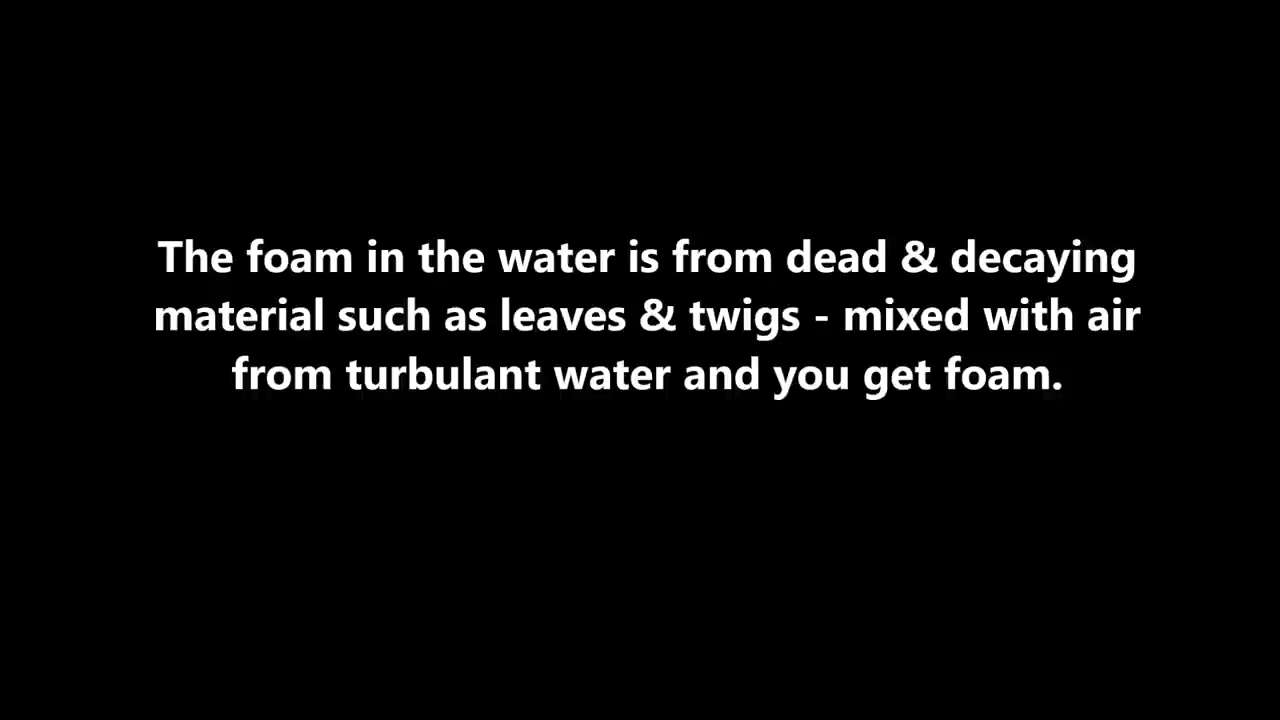 The foam in the water is from dead & decaying
material such as leaves & twigs - mixed with air
from turbulant water and you get foam.